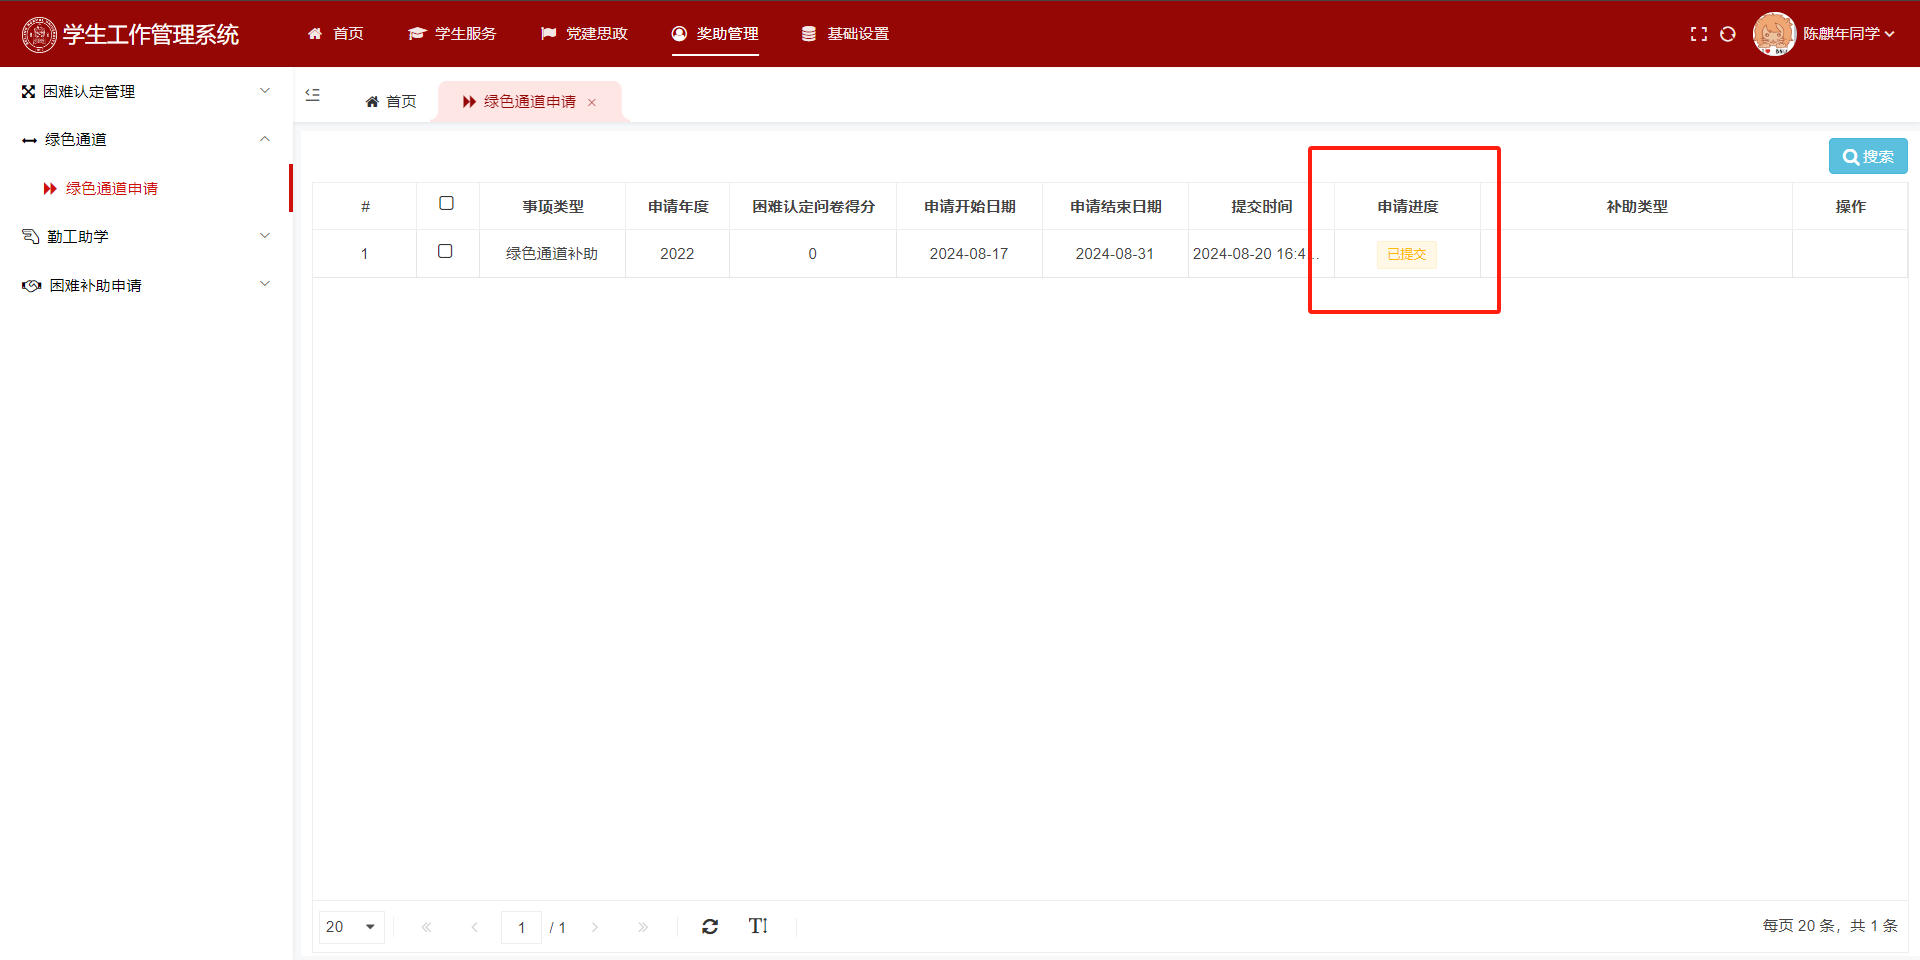 学生工作管理系统 首页 学生服务 党建思政 奖助管理 基础设置 陈麒年同学
困难认定管理
绿色通道
绿色通道申请
勤工助学
困难补助申请
首页 绿色通道申请 ×
搜索
# 事项类型 申请年度 困难认定问卷得分 申请开始日期 申请结束日期 提交时间 申请进度 补助类型 操作
1 绿色通道补助 2022 0 2024-08-17 2024-08-31 2024-08-20 16:4... 已提交
20 « ‹ 1 / 1 › » T 每页 20 条，共 1 条